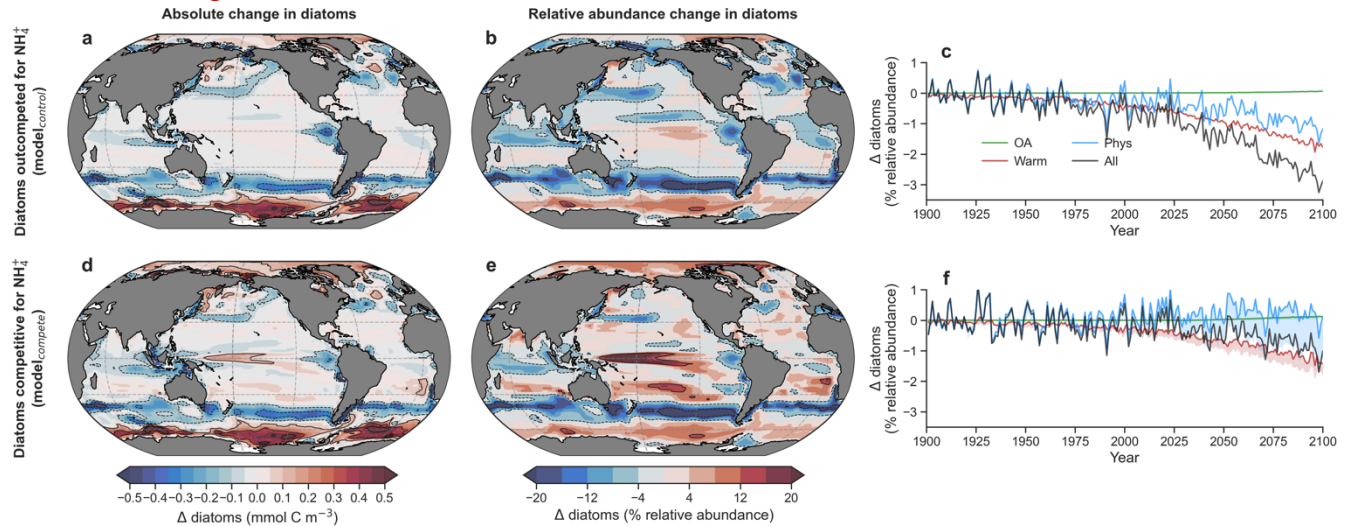 Absolute change in diatoms
Relative abundance change in diatoms
Diatoms outcompeted for NH₄⁺
(model_control)
a
b
c
Δ diatoms
(% relative abundance)
1
0
−1
−2
−3
OA
Phys
Warm
All
1900 1925 1950 1975 2000 2025 2050 2075 2100
Year
Diatoms competitive for NH₄⁺
(model_compete)
d
e
f
Δ diatoms
(% relative abundance)
1
0
−1
−2
−3
1900 1925 1950 1975 2000 2025 2050 2075 2100
Year
−0.5 −0.4 −0.3 −0.2 −0.1 0.0 0.1 0.2 0.3 0.4 0.5
Δ diatoms (mmol C m⁻³)
−20 −12 −4 4 12 20
Δ diatoms (% relative abundance)